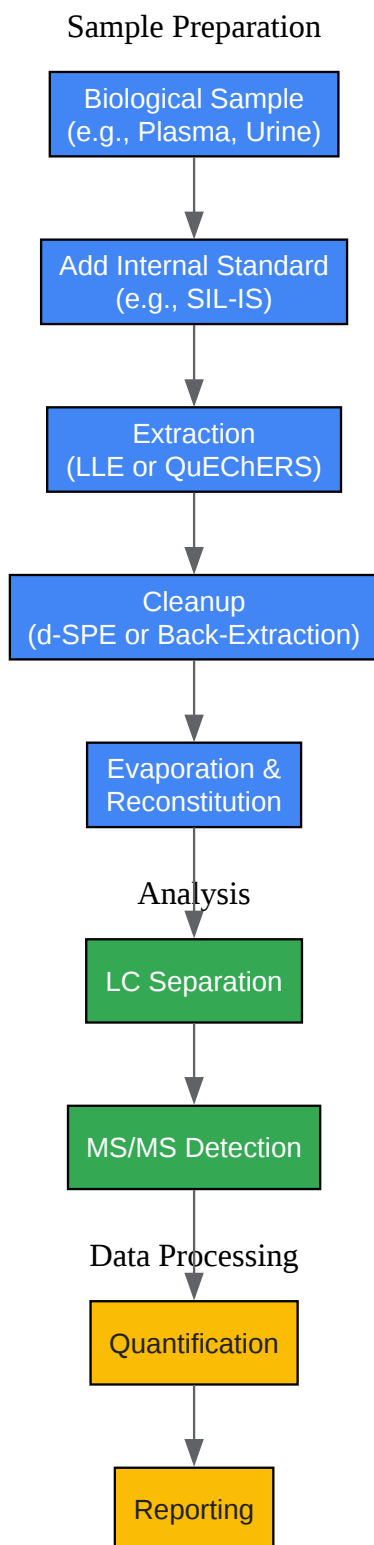 Sample Preparation
Biological Sample
(e.g., Plasma, Urine)
Add Internal Standard
(e.g., SIL-IS)
Extraction
(LLE or QuEChERS)
Cleanup
(d-SPE or Back-Extraction)
Evaporation &
Reconstitution
Analysis
LC Separation
MS/MS Detection
Data Processing
Quantification
Reporting